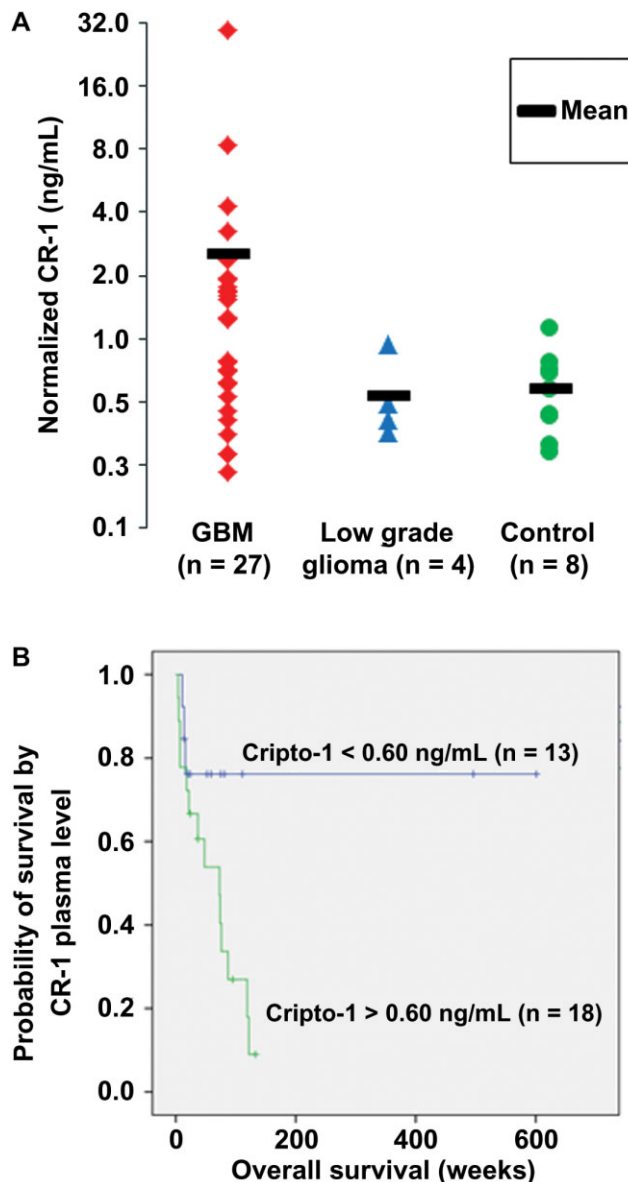 A
Normalized CR-1 (ng/mL)
32.0
16.0
8.0
4.0
2.0
1.0
0.5
0.3
0.1
Mean
GBM
(n = 27)
Low grade
glioma (n = 4)
Control
(n = 8)
B
Probability of survival by
CR-1 plasma level
1.0
0.8
0.6
0.4
0.2
0.0
Cripto-1 < 0.60 ng/mL (n = 13)
Cripto-1 > 0.60 ng/mL (n = 18)
0
200
400
600
Overall survival (weeks)